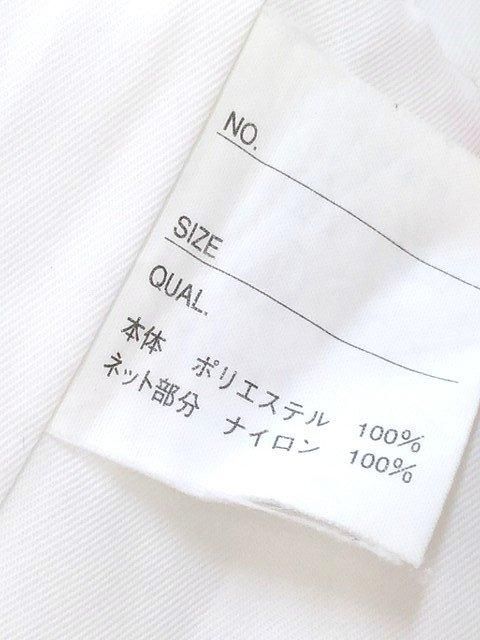 NO.
SIZE
QUAL.
本体 ポリエステル 100%
ネット部分 ナイロン 100%